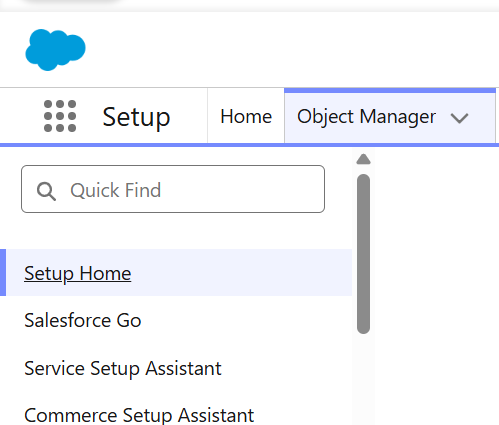 Setup Home Object Manager
Quick Find
Setup Home
Salesforce Go
Service Setup Assistant
Commerce Setup Assistant